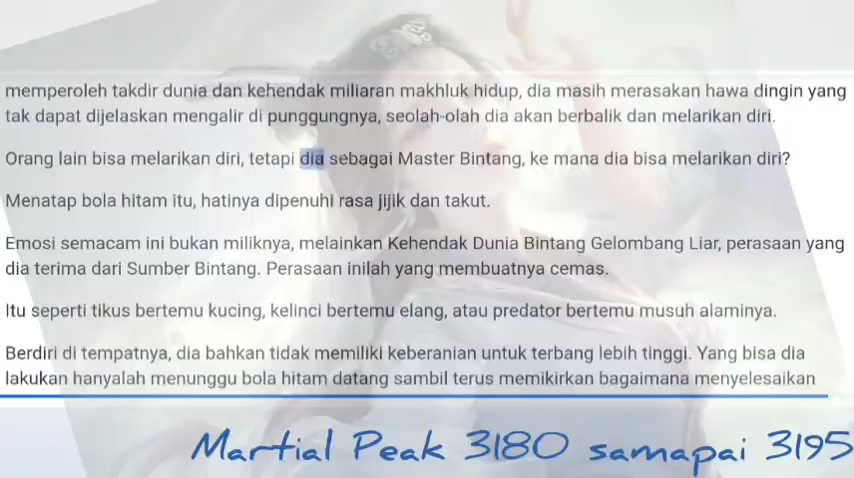 memperoleh takdir dunia dan kehendak miliaran makhluk hidup, dia masih merasakan hawa dingin yang
tak dapat dijelaskan mengalir di punggungnya, seolah-olah dia akan berbalik dan melarikan diri.
Orang lain bisa melarikan diri, tetapi dia sebagai Master Bintang, ke mana dia bisa melarikan diri?
Menatap bola hitam itu, hatinya dipenuhi rasa jijik dan takut.
Emosi semacam ini bukan miliknya, melainkan Kehendak Dunia Bintang Gelombang Liar, perasaan yang
dia terima dari Sumber Bintang. Perasaan inilah yang membuatnya cemas.
Itu seperti tikus bertemu kucing, kelinci bertemu elang, atau predator bertemu musuh alaminya.
Berdiri di tempatnya, dia bahkan tidak memiliki keberanian untuk terbang lebih tinggi. Yang bisa dia
lakukan hanyalah menunggu bola hitam datang sambil terus memikirkan bagaimana menyelesaikan
Martial Peak 3180 samapai 3195